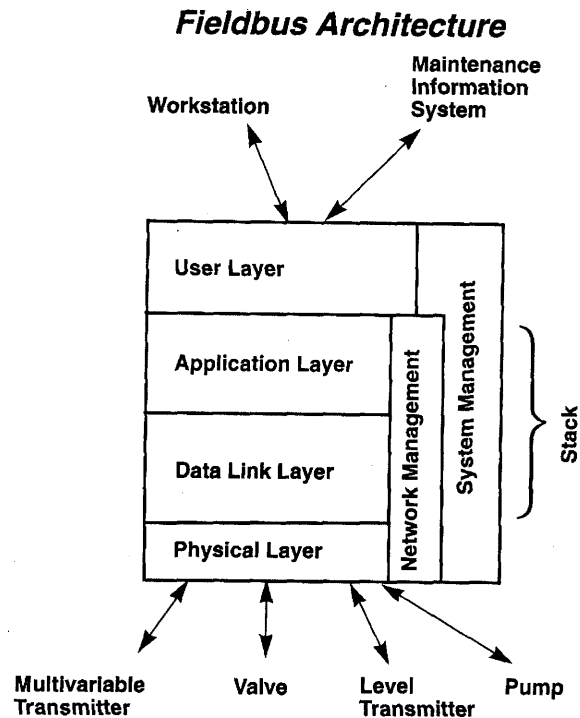 Fieldbus Architecture
Workstation
Maintenance
Information
System
User Layer
Application Layer
Data Link Layer
Physical Layer
Network Management
System Management
Stack
Multivariable
Transmitter
Valve
Level
Transmitter
Pump